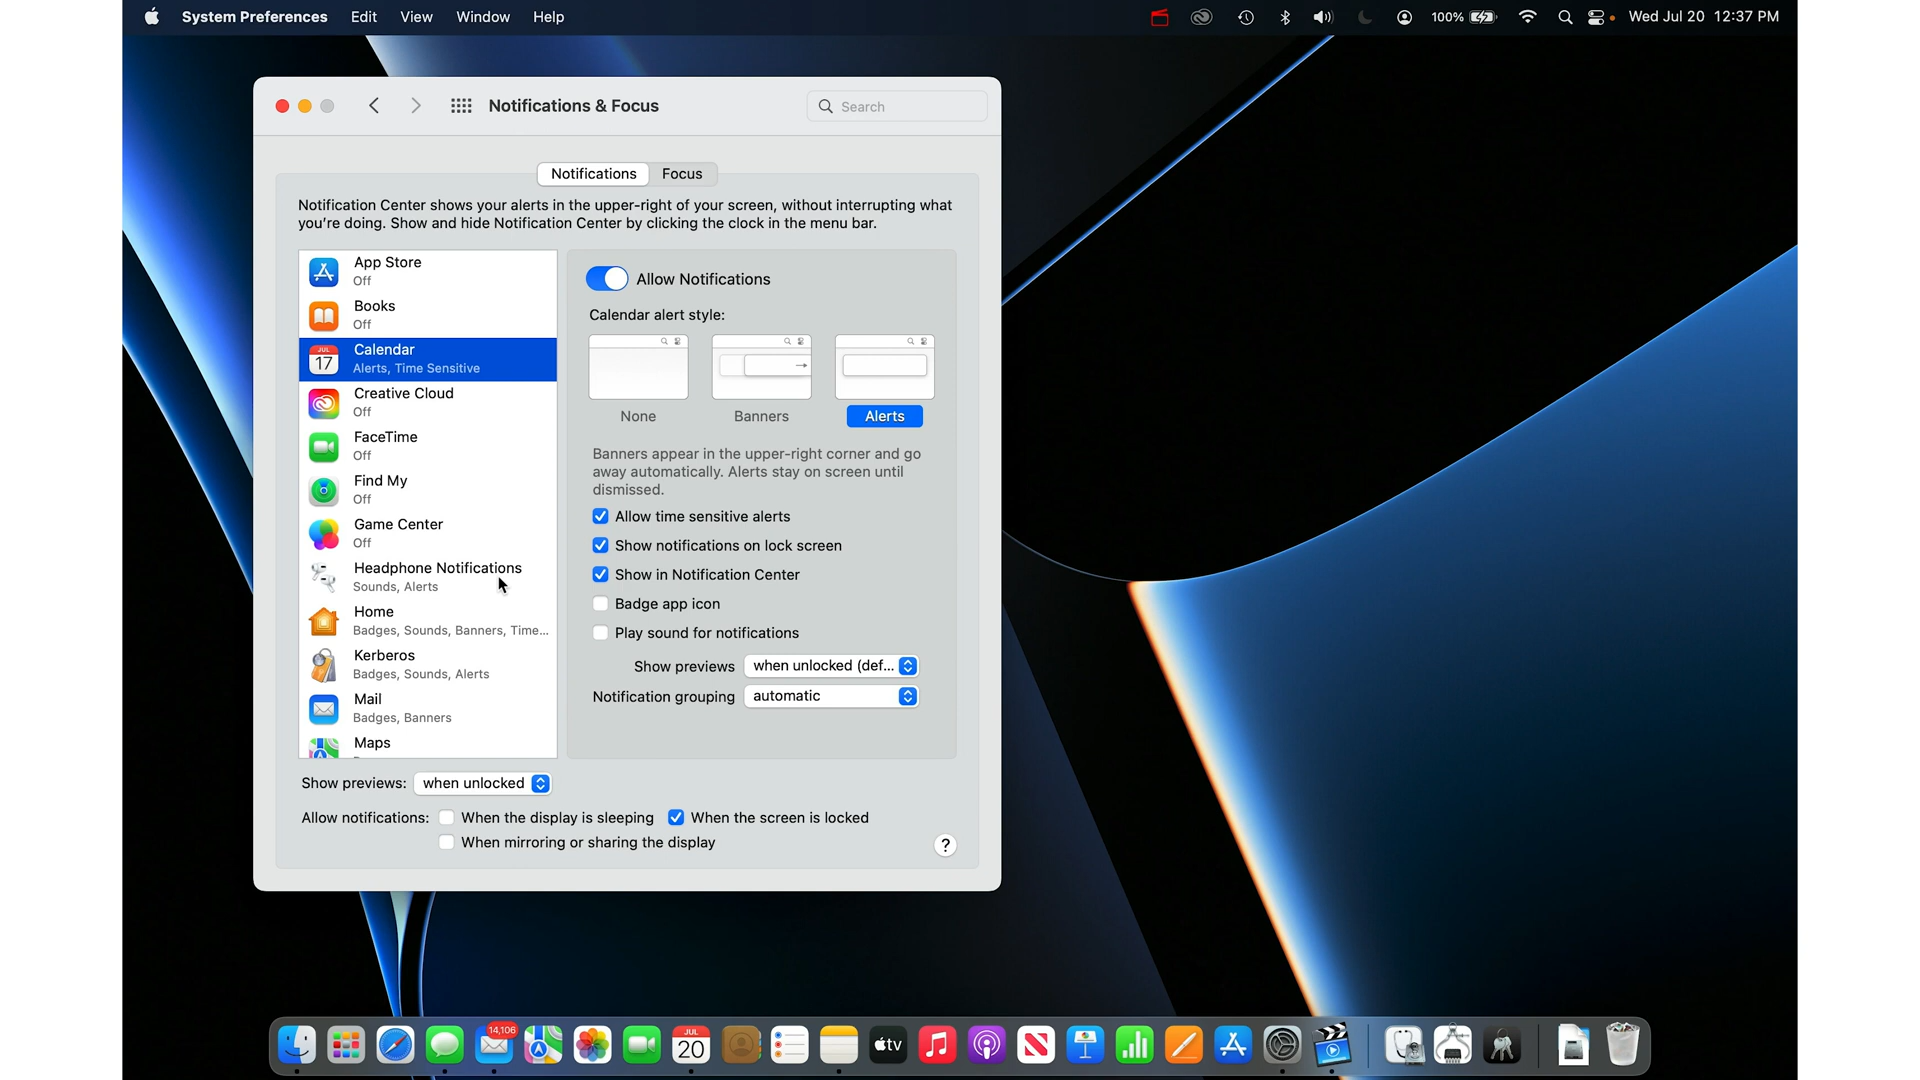 System Preferences Edit View Window Help
100% Wed Jul 20 12:37 PM
Notifications & Focus
Search
Notifications Focus
Notification Center shows your alerts in the upper-right of your screen, without interrupting what
you're doing. Show and hide Notification Center by clicking the clock in the menu bar.
App Store
Off
Books
Off
JUL
17
Calendar
Alerts, Time Sensitive
Creative Cloud
Off
FaceTime
Off
Find My
Off
Game Center
Off
Headphone Notifications
Sounds, Alerts
Home
Badges, Sounds, Banners, Time...
Kerberos
Badges, Sounds, Alerts
Mail
Badges, Banners
Maps
Allow Notifications
Calendar alert style:
None Banners Alerts
Banners appear in the upper-right corner and go
away automatically. Alerts stay on screen until
dismissed.
Allow time sensitive alerts
Show notifications on lock screen
Show in Notification Center
Badge app icon
Play sound for notifications
Show previews when unlocked (def...
Notification grouping automatic
Show previews: when unlocked
Allow notifications: When the display is sleeping When the screen is locked
When mirroring or sharing the display
?
14,106
JUL
20
tv